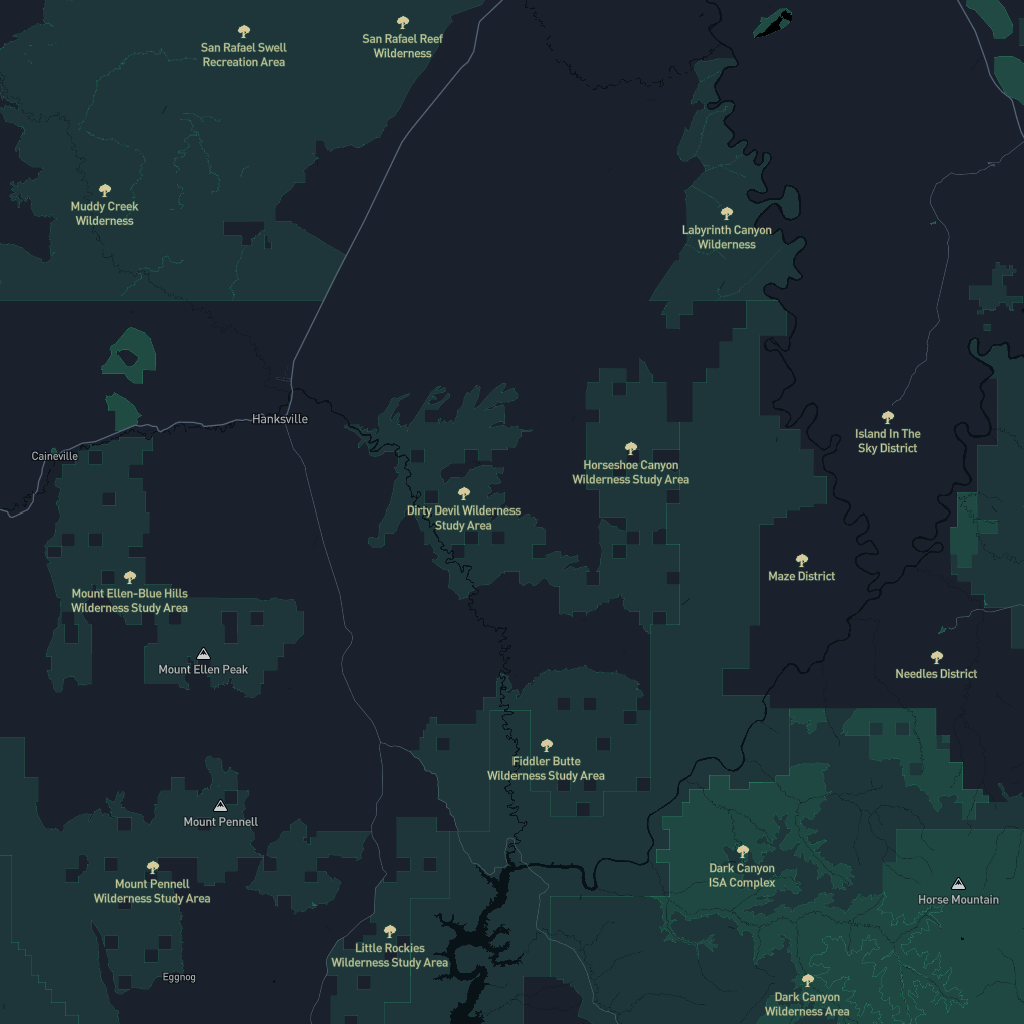 San Rafael Swell
Recreation Area
San Rafael Reef
Wilderness
Muddy Creek
Wilderness
Labyrinth Canyon
Wilderness
Hanksville
Caineville
Island In The
Sky District
Horseshoe Canyon
Wilderness Study Area
Dirty Devil Wilderness
Study Area
Maze District
Mount Ellen-Blue Hills
Wilderness Study Area
Mount Ellen Peak
Needles District
Fiddler Butte
Wilderness Study Area
Mount Pennell
Mount Pennell
Wilderness Study Area
Dark Canyon
ISA Complex
Horse Mountain
Little Rockies
Wilderness Study Area
Eggnog
Dark Canyon
Wilderness Area